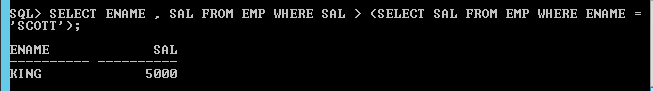 SQL> SELECT ENAME , SAL FROM EMP WHERE SAL > (SELECT SAL FROM EMP WHERE ENAME =
'SCOTT');
ENAME SAL
---------- ----------
KING 5000